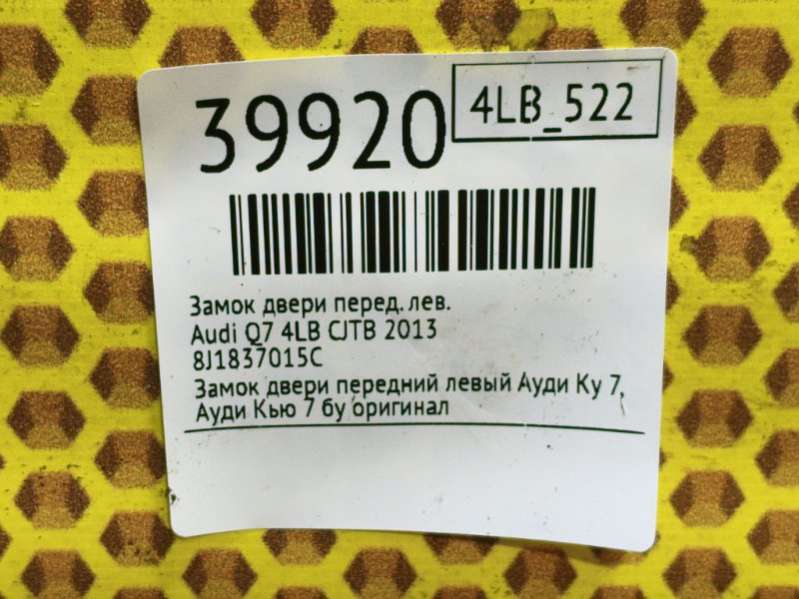 39920
4LB_522
Замок двери перед. лев.
Audi Q7 4LB CJTB 2013
8J1837015C
Замок двери передний левый Ауди Ку 7,
Ауди Кью 7 бу оригинал